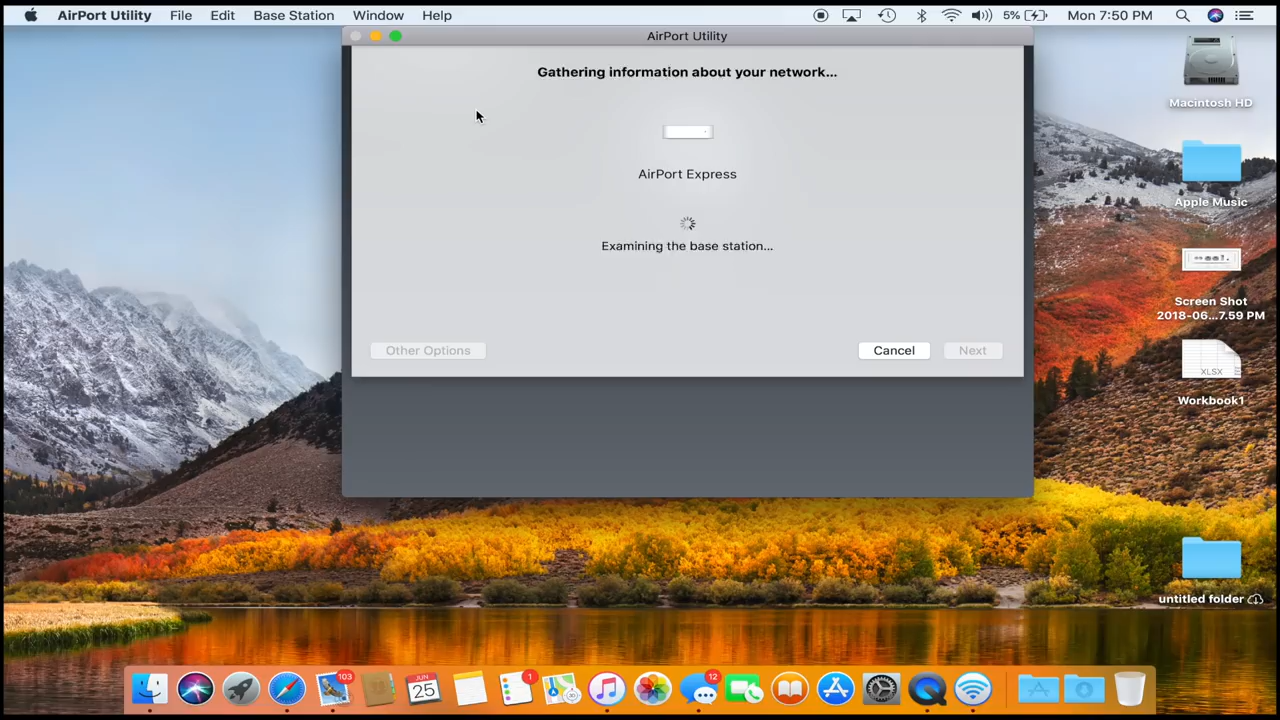 AirPort Utility File Edit Base Station Window Help 5% Mon 7:50 PM
AirPort Utility
Gathering information about your network...
AirPort Express
Examining the base station...
Other Options Cancel Next
Macintosh HD
Apple Music
Screen Shot
2018-06...7.59 PM
XLSX
Workbook1
untitled folder
103
JUN
25
1
12